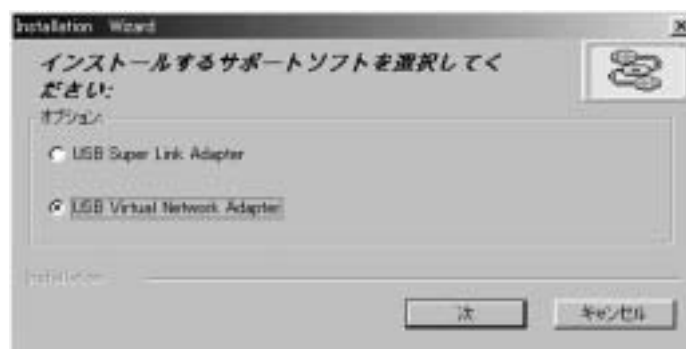 Installation Wizard
インストールするサポートソフトを選択してく
ださい:
オプション:
USB Super Link Adapter
USB Virtual Network Adapter
Installation
次
キャンセル